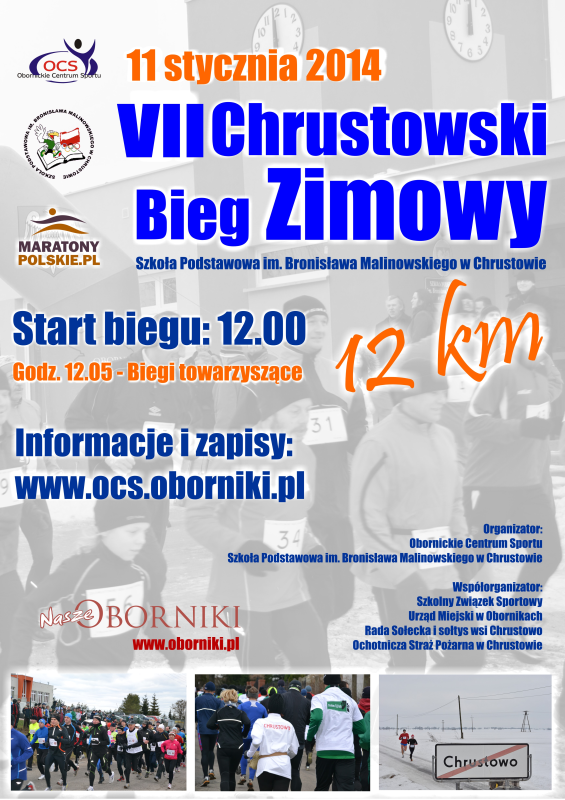 OCS
Obornickie Centrum Sportu
11 stycznia 2014
SZKOŁA PODSTAWOWA IM. BRONISŁAWA MALINOWSKIEGO W CHRUSTOWIE
VII Chrustowski
Bieg Zimowy
MARATONY
POLSKIE.PL
Szkoła Podstawowa im. Bronisława Malinowskiego w Chrustowie
Start biegu: 12.00
12 km
Godz. 12.05 - Biegi towarzyszące
31
Informacje i zapisy:
www.ocs.oborniki.pl
9
34
Organizator:
Obornickie Centrum Sportu
Szkoła Podstawowa im. Bronisława Malinowskiego w Chrustowie
56
Współorganizator:
Szkolny Związek Sportowy
Urząd Miejski w Obornikach
Rada Sołecka i sołtys wsi Chrustowo
Ochotnicza Straż Pożarna w Chrustowie
Nasze OBORNIKI
www.oborniki.pl
CHRUSTOWO
Chrustowo